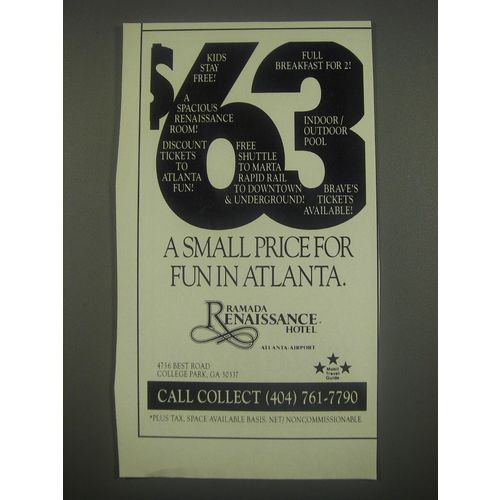 $63
KIDS
STAY
FREE!
FULL
BREAKFAST FOR 2!
A
SPACIOUS
RENAISSANCE
ROOM!
INDOOR/
OUTDOOR
POOL
DISCOUNT
TICKETS
TO
ATLANTA
FUN!
FREE
SHUTTLE
TO MARTA
RAPID RAIL
TO DOWNTOWN
& UNDERGROUND!
BRAVE'S
TICKETS
AVAILABLE!
A SMALL PRICE FOR
FUN IN ATLANTA.
RAMADA
RENAISSANCE
HOTEL
ATLANTA-AIRPORT
4736 BEST ROAD
COLLEGE PARK, GA 30337
Mobil
Travel
Guide
CALL COLLECT (404) 761-7790
*PLUS TAX, SPACE AVAILABLE BASIS. NET/NONCOMMISSIONABLE.